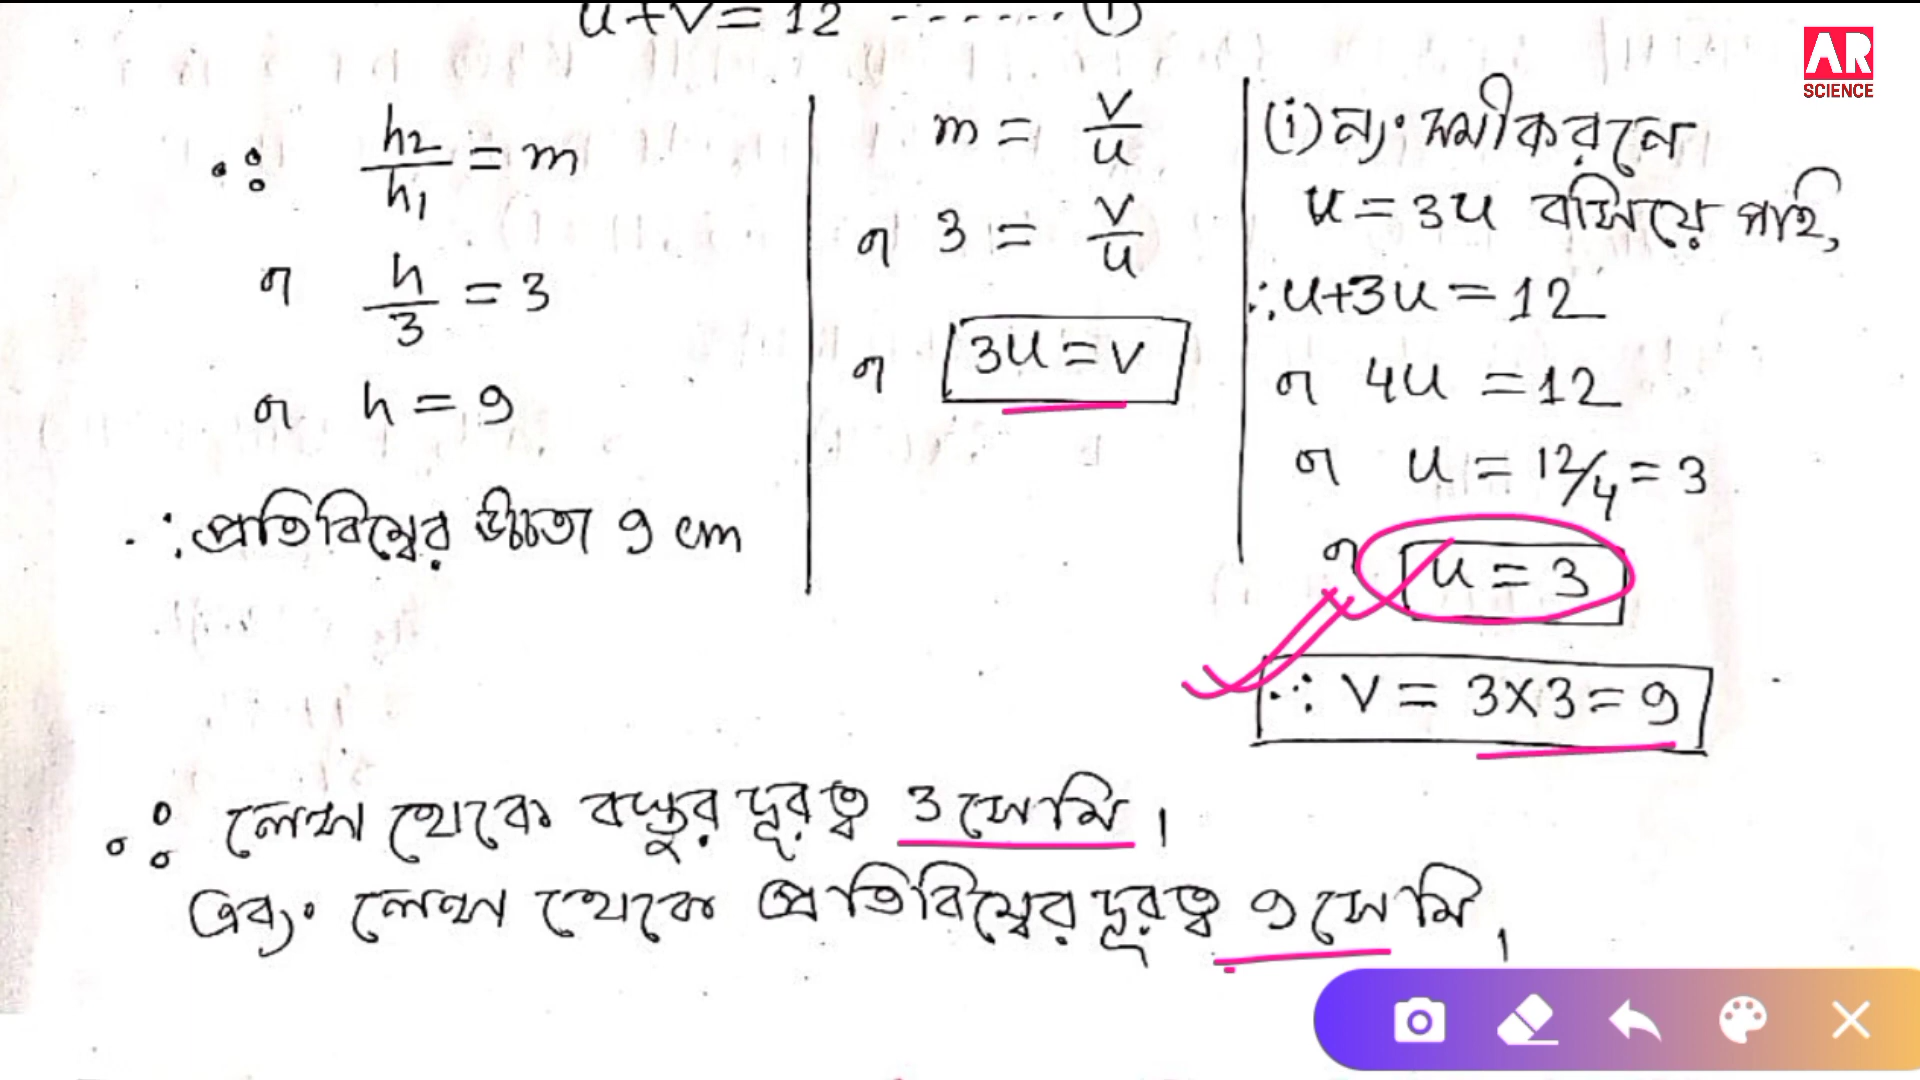 u+v=12 ------- (i)
AR
SCIENCE
∴ h2/h1 = m
বা h/3 = 3
বা h = 9
∴ প্রতিবিম্বের উচ্চতা 9 cm
m = v/u
বা 3 = v/u
বা 3u = v
(i) নং সমীকরনে
u = 3u বসিয়ে পাই,
∴ u+3u = 12
বা 4u = 12
বা u = 12/4 = 3
বা u = 3
∴ v = 3×3 = 9
∴ লেন্স থেকে বস্তুর দূরত্ব 3 সেমি।
এবং লেন্স থেকে প্রতিবিম্বের দূরত্ব 9 সেমি।